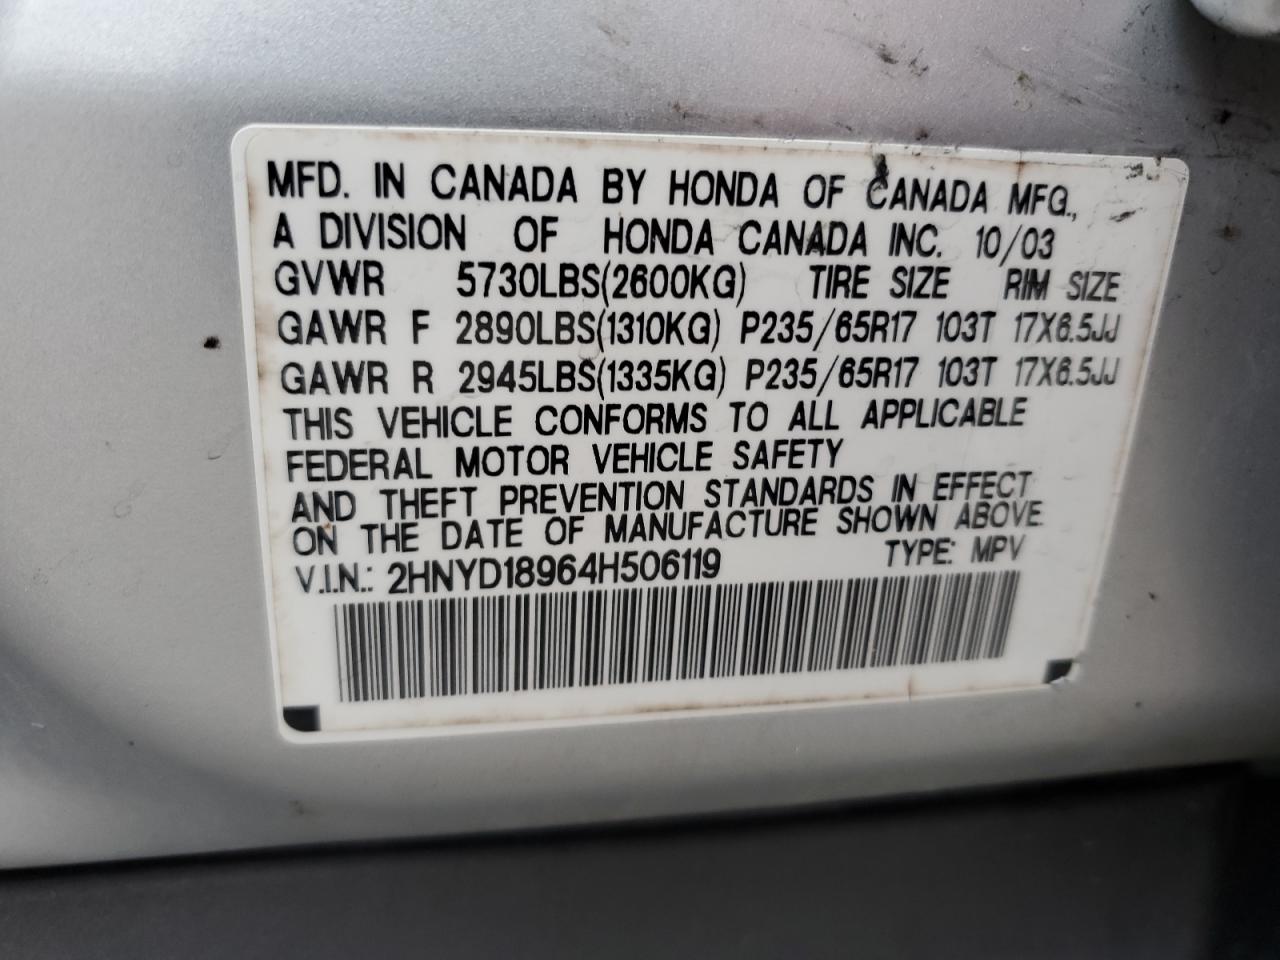 MFD. IN CANADA BY HONDA OF CANADA MFG.,
A DIVISION OF HONDA CANADA INC. 10/03
GVWR 5730LBS(2600KG) TIRE SIZE RIM SIZE
GAWR F 2890LBS(1310KG) P235/65R17 103T 17X6.5JJ
GAWR R 2945LBS(1335KG) P235/65R17 103T 17X6.5JJ
THIS VEHICLE CONFORMS TO ALL APPLICABLE
FEDERAL MOTOR VEHICLE SAFETY
AND THEFT PREVENTION STANDARDS IN EFFECT
ON THE DATE OF MANUFACTURE SHOWN ABOVE.
V.I.N.: 2HNYD18964H506119 TYPE: MPV